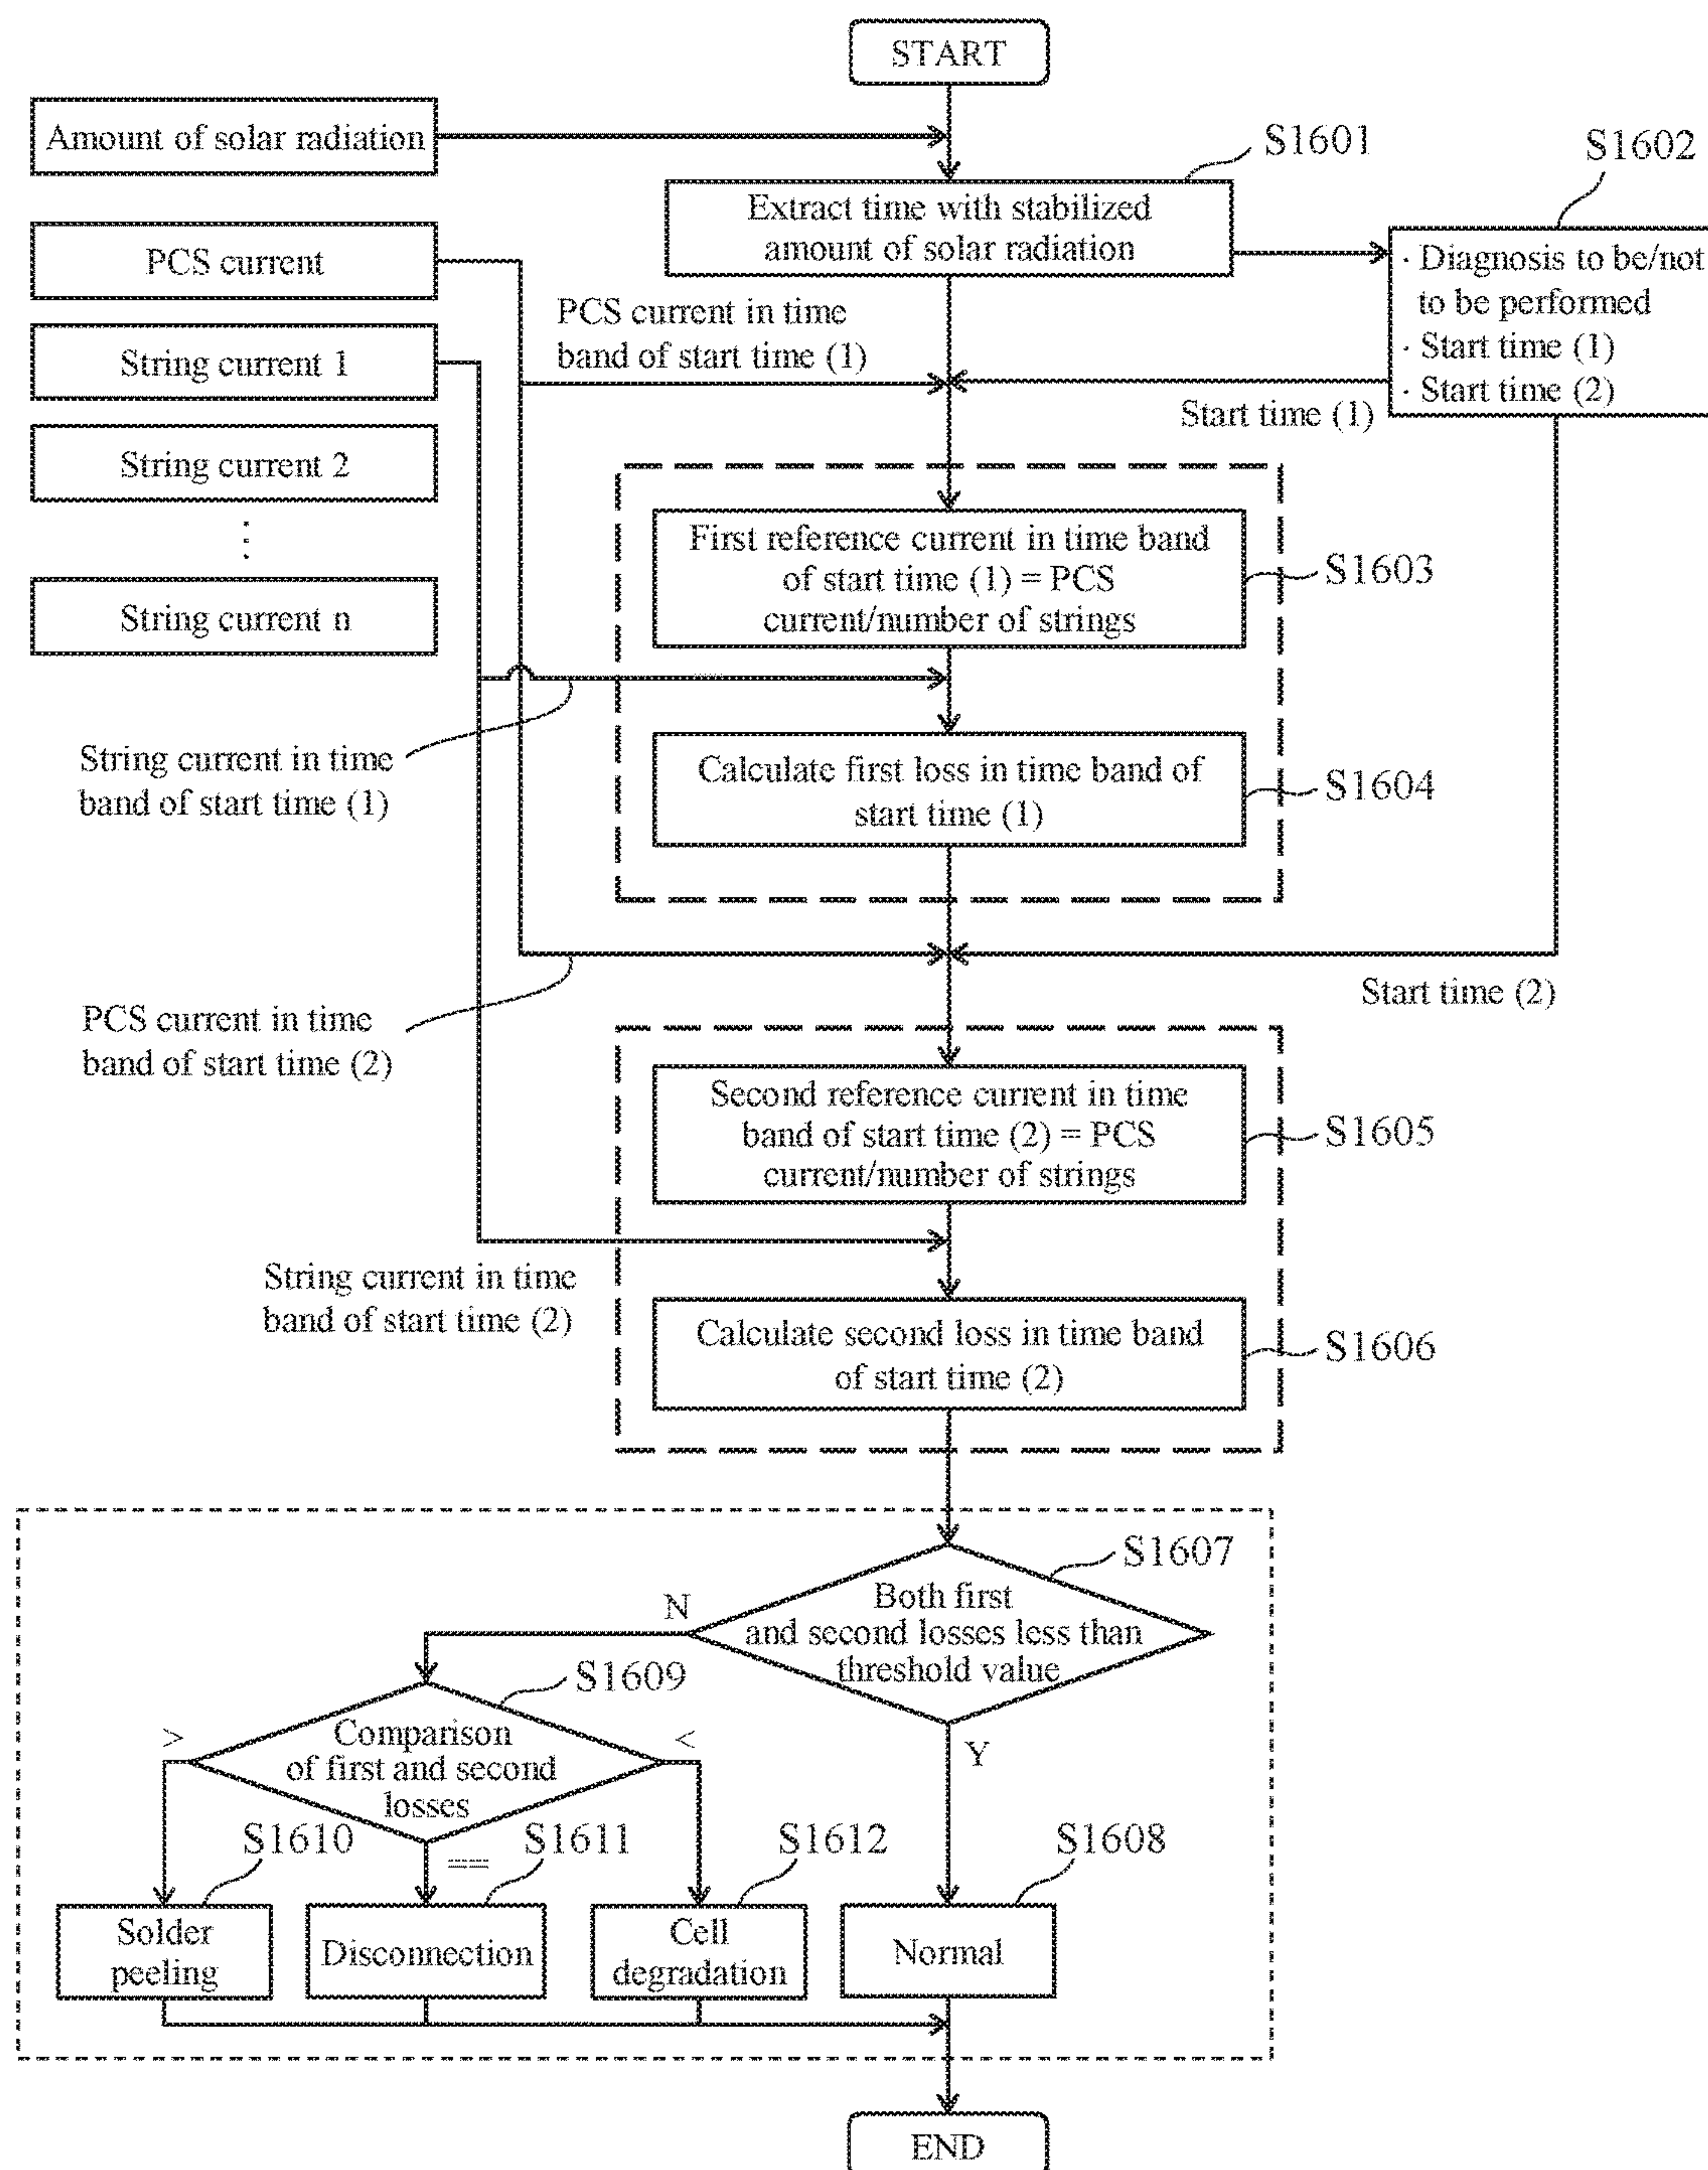 START
Amount of solar radiation
S1601
S1602
Extract time with stabilized
amount of solar radiation
PCS current
· Diagnosis to be/not
to be performed
· Start time (1)
· Start time (2)
PCS current in time
band of start time (1)
String current 1
Start time (1)
String current 2
⋮
String current n
First reference current in time band
of start time (1) = PCS
current/number of strings
S1603
String current in time
band of start time (1)
Calculate first loss in time band of
start time (1)
S1604
PCS current in time
band of start time (2)
Start time (2)
Second reference current in time
band of start time (2) = PCS
current/number of strings
S1605
String current in time
band of start time (2)
Calculate second loss in time band
of start time (2)
S1606
S1607
Both first
and second losses less than
threshold value
N
Y
S1609
Comparison
of first and second
losses
>
<
==
S1610
S1611
S1612
S1608
Solder
peeling
Disconnection
Cell
degradation
Normal
END